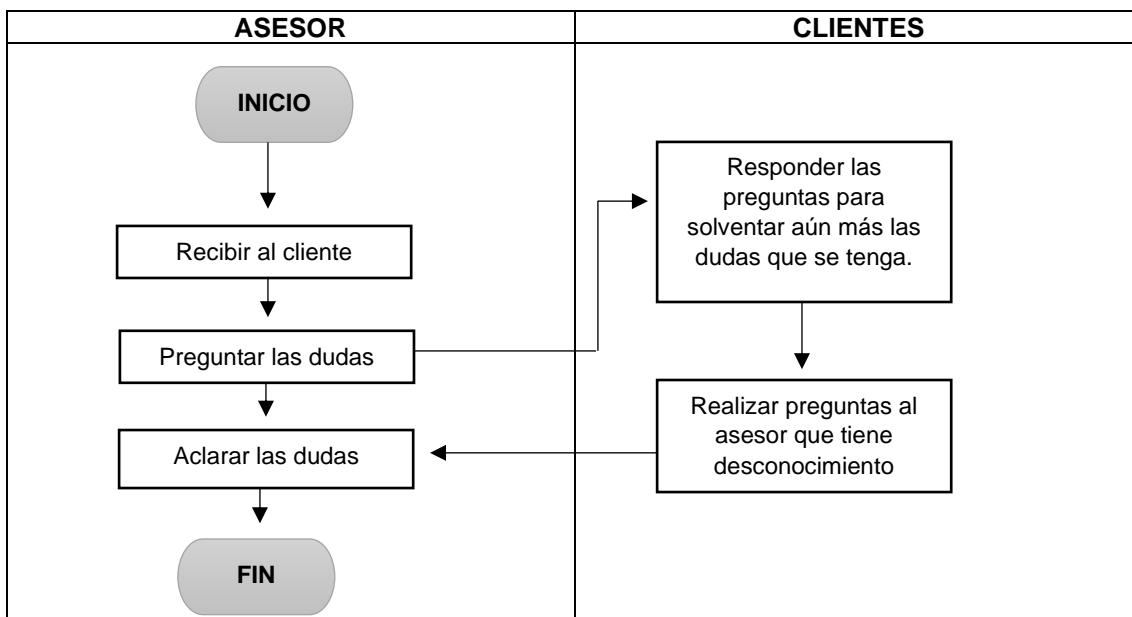 ASESOR
CLIENTES
INICIO
Recibir al cliente
Preguntar las dudas
Aclarar las dudas
FIN
Responder las
preguntas para
solventar aún más las
dudas que se tenga.
Realizar preguntas al
asesor que tiene
desconocimiento